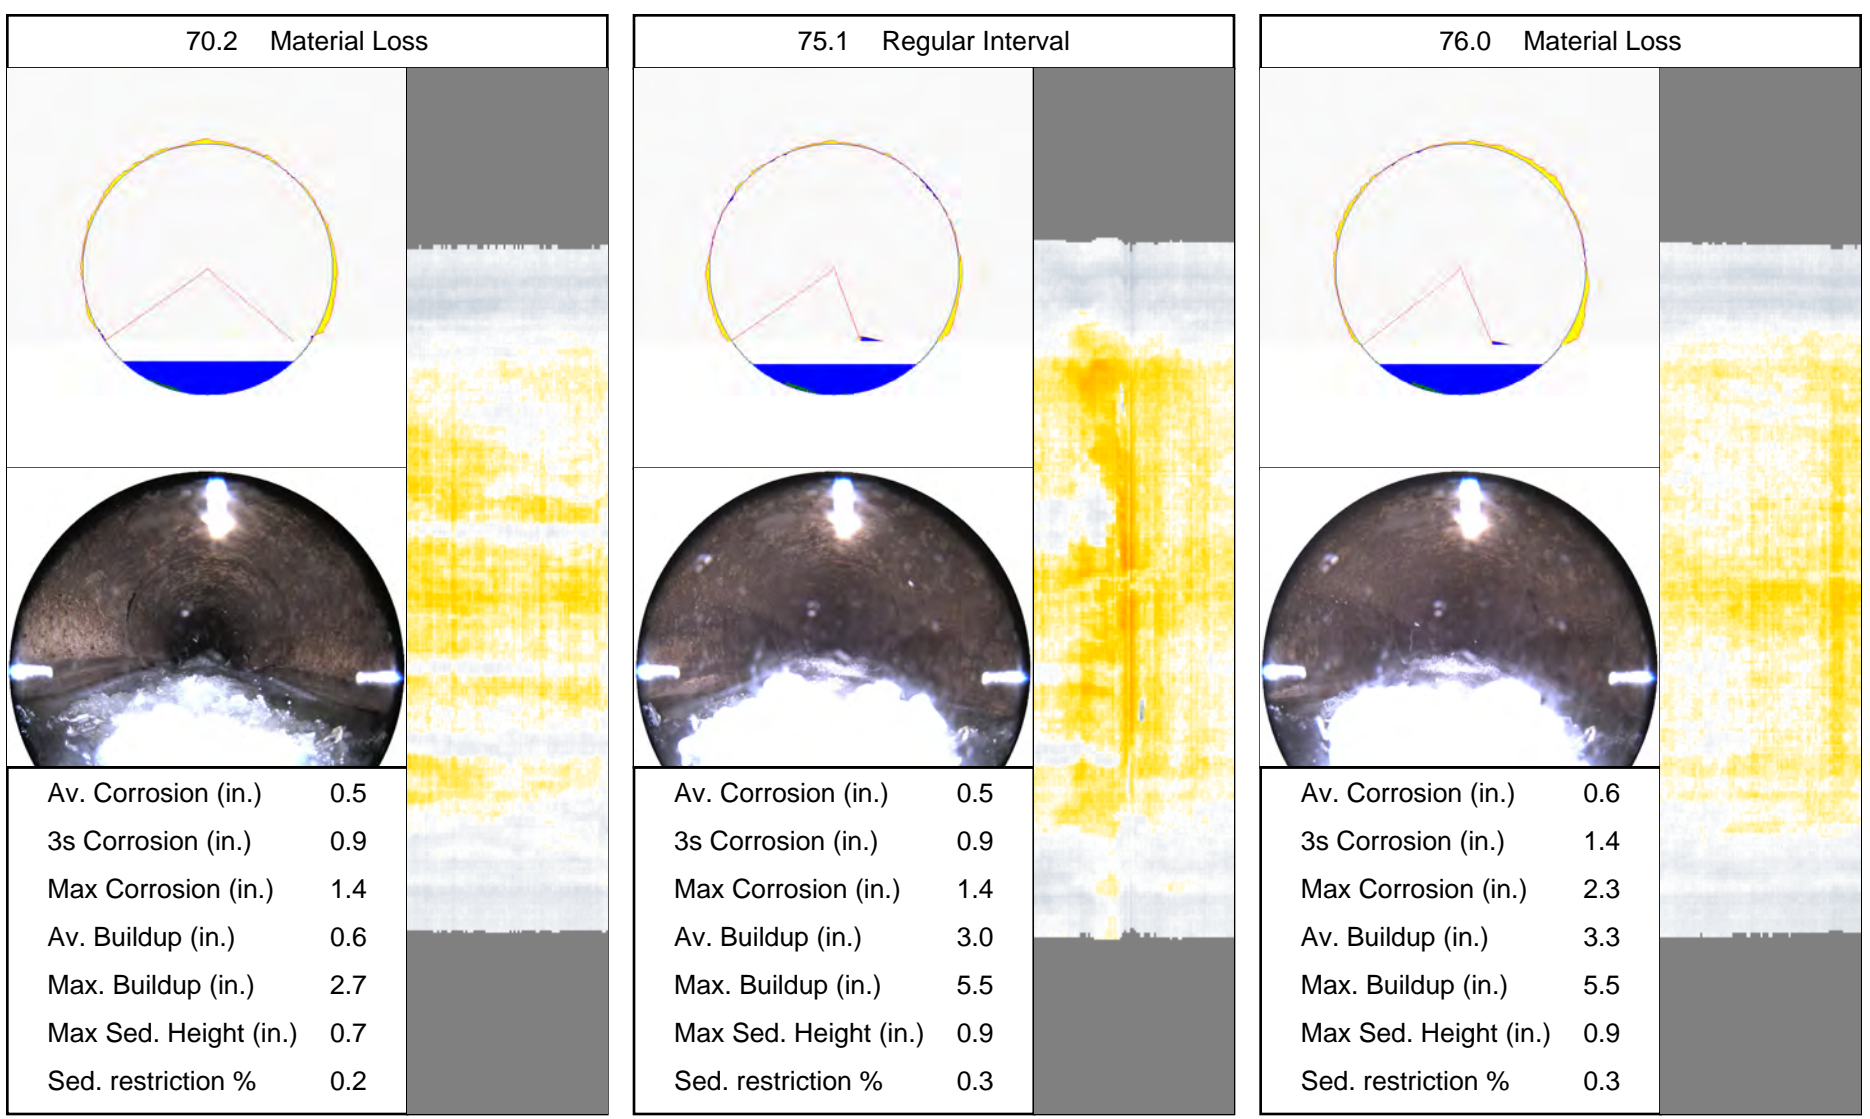 70.2 Material Loss
Av. Corrosion (in.) 0.5
3s Corrosion (in.) 0.9
Max Corrosion (in.) 1.4
Av. Buildup (in.) 0.6
Max. Buildup (in.) 2.7
Max Sed. Height (in.) 0.7
Sed. restriction % 0.2
75.1 Regular Interval
Av. Corrosion (in.) 0.5
3s Corrosion (in.) 0.9
Max Corrosion (in.) 1.4
Av. Buildup (in.) 3.0
Max. Buildup (in.) 5.5
Max Sed. Height (in.) 0.9
Sed. restriction % 0.3
76.0 Material Loss
Av. Corrosion (in.) 0.6
3s Corrosion (in.) 1.4
Max Corrosion (in.) 2.3
Av. Buildup (in.) 3.3
Max. Buildup (in.) 5.5
Max Sed. Height (in.) 0.9
Sed. restriction % 0.3